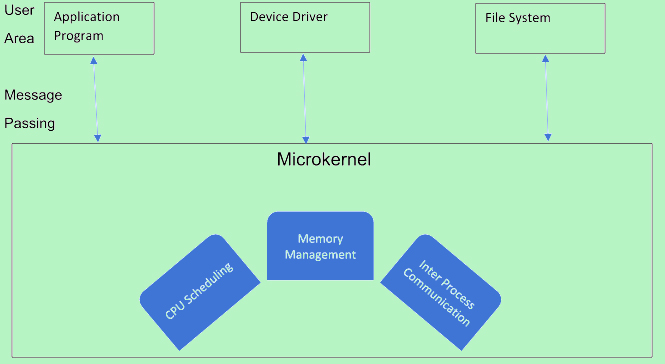 User
Area
Application
Program
Device Driver
File System
Message
Passing
Microkernel
CPU Scheduling
Memory
Management
Inter Process
Communication